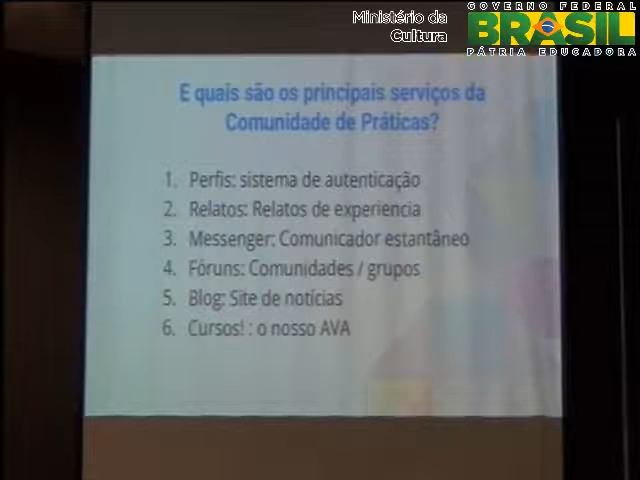 Ministério da
Cultura
GOVERNO FEDERAL
BRASIL
PÁTRIA EDUCADORA
E quais são os principais serviços da
Comunidade de Práticas?
1. Perfis: sistema de autenticação
2. Relatos: Relatos de experiencia
3. Messenger: Comunicador estantâneo
4. Fóruns: Comunidades / grupos
5. Blog: Site de notícias
6. Cursos! : o nosso AVA